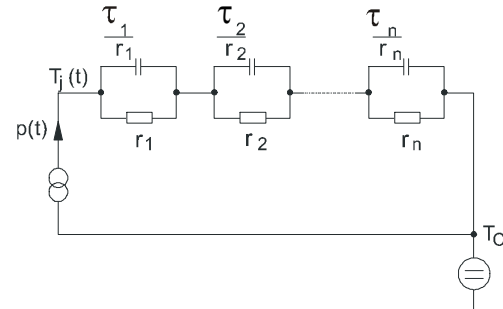 τ1 τ2 τn
r1 r2 rn
Tj (t)
p(t)
r1 r2 rn
TC